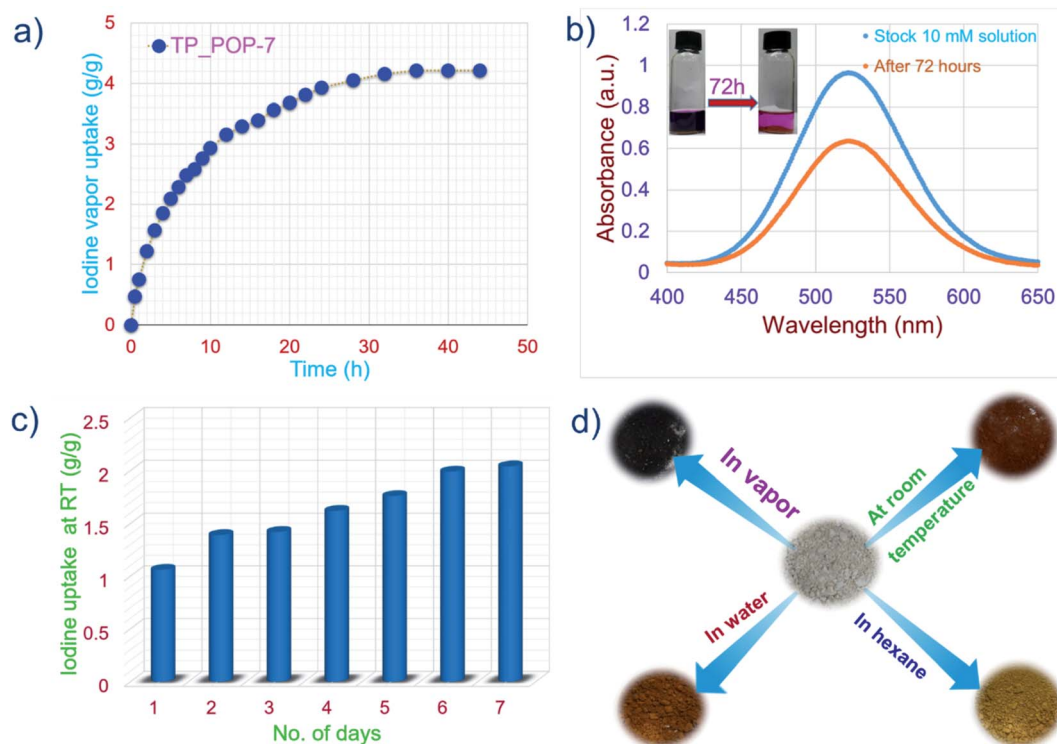 a)
5
4
3
2
1
0
Iodine vapor uptake (g/g)
TP_POP-7
0 10 20 30 40 50
Time (h)
b)
1.2
1
0.8
0.6
0.4
0.2
0
Absorbance (a.u.)
72h
Stock 10 mM solution
After 72 hours
400 450 500 550 600 650
Wavelength (nm)
c)
2.5
2
1.5
1
0.5
0
Iodine uptake at RT (g/g)
1 2 3 4 5 6 7
No. of days
d)
In vapor
At room
temperature
In water
In hexane